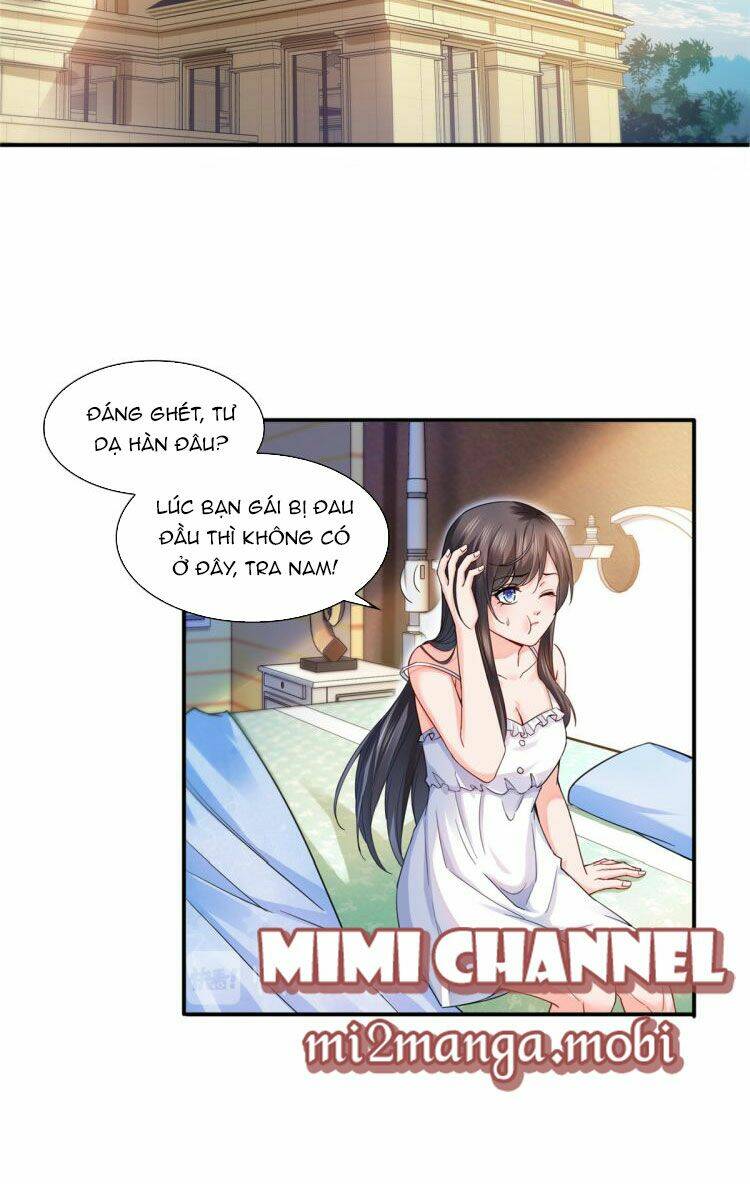 ĐÁNG GHÉT, TƯ
DẠ HÀN ĐÂU?
LÚC BẠN GÁI BỊ ĐAU
ĐẦU THÌ KHÔNG CÓ
Ở ĐÂY, TRA NAM!
MIMI CHANNEL
mi2manga.mobi